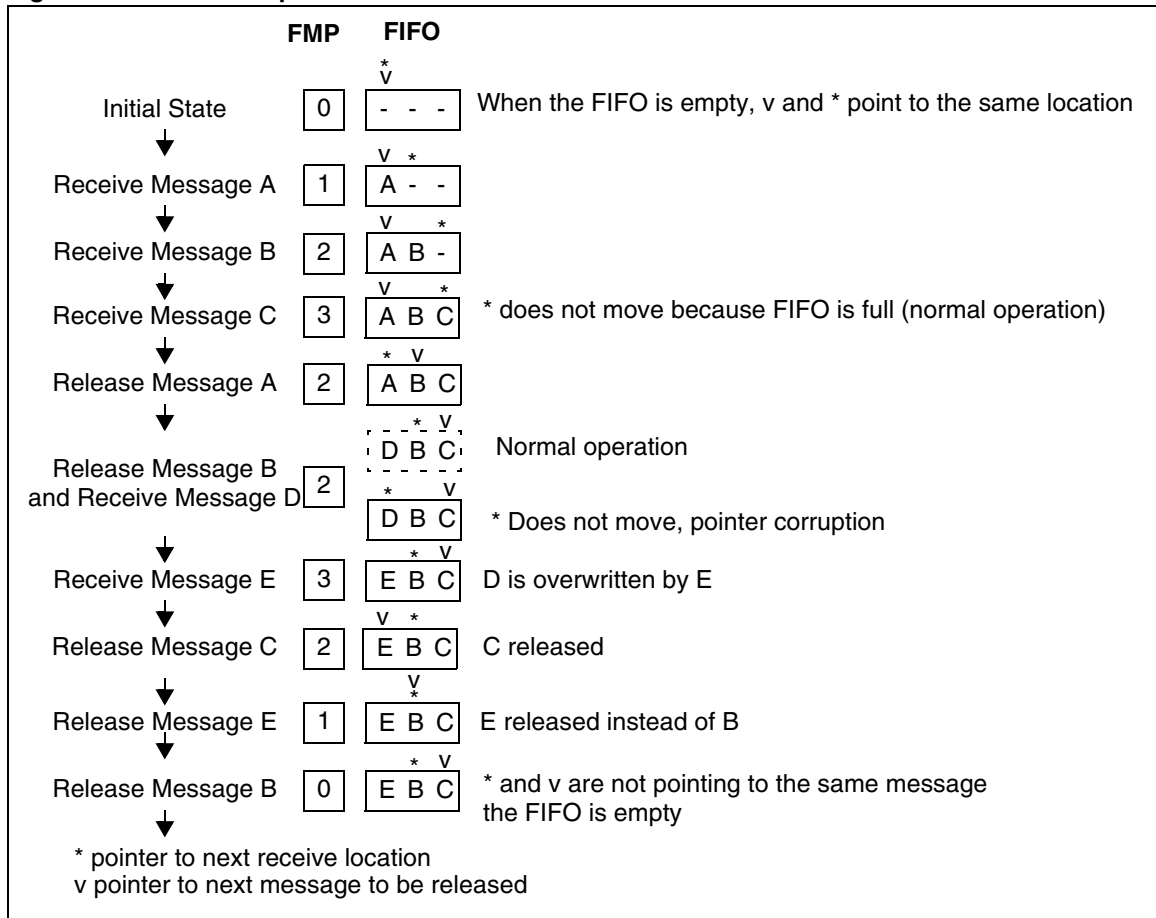 FMP FIFO
*
v
Initial State 0 - - - When the FIFO is empty, v and * point to the same location
v *
Receive Message A 1 A - -
v *
Receive Message B 2 A B -
v *
Receive Message C 3 A B C * does not move because FIFO is full (normal operation)
* v
Release Message A 2 A B C
* v
D B C Normal operation
Release Message B
and Receive Message D 2
* v
D B C * Does not move, pointer corruption
* v
Receive Message E 3 E B C D is overwritten by E
v *
Release Message C 2 E B C C released
v
*
Release Message E 1 E B C E released instead of B
* v
Release Message B 0 E B C * and v are not pointing to the same message
the FIFO is empty
* pointer to next receive location
v pointer to next message to be released